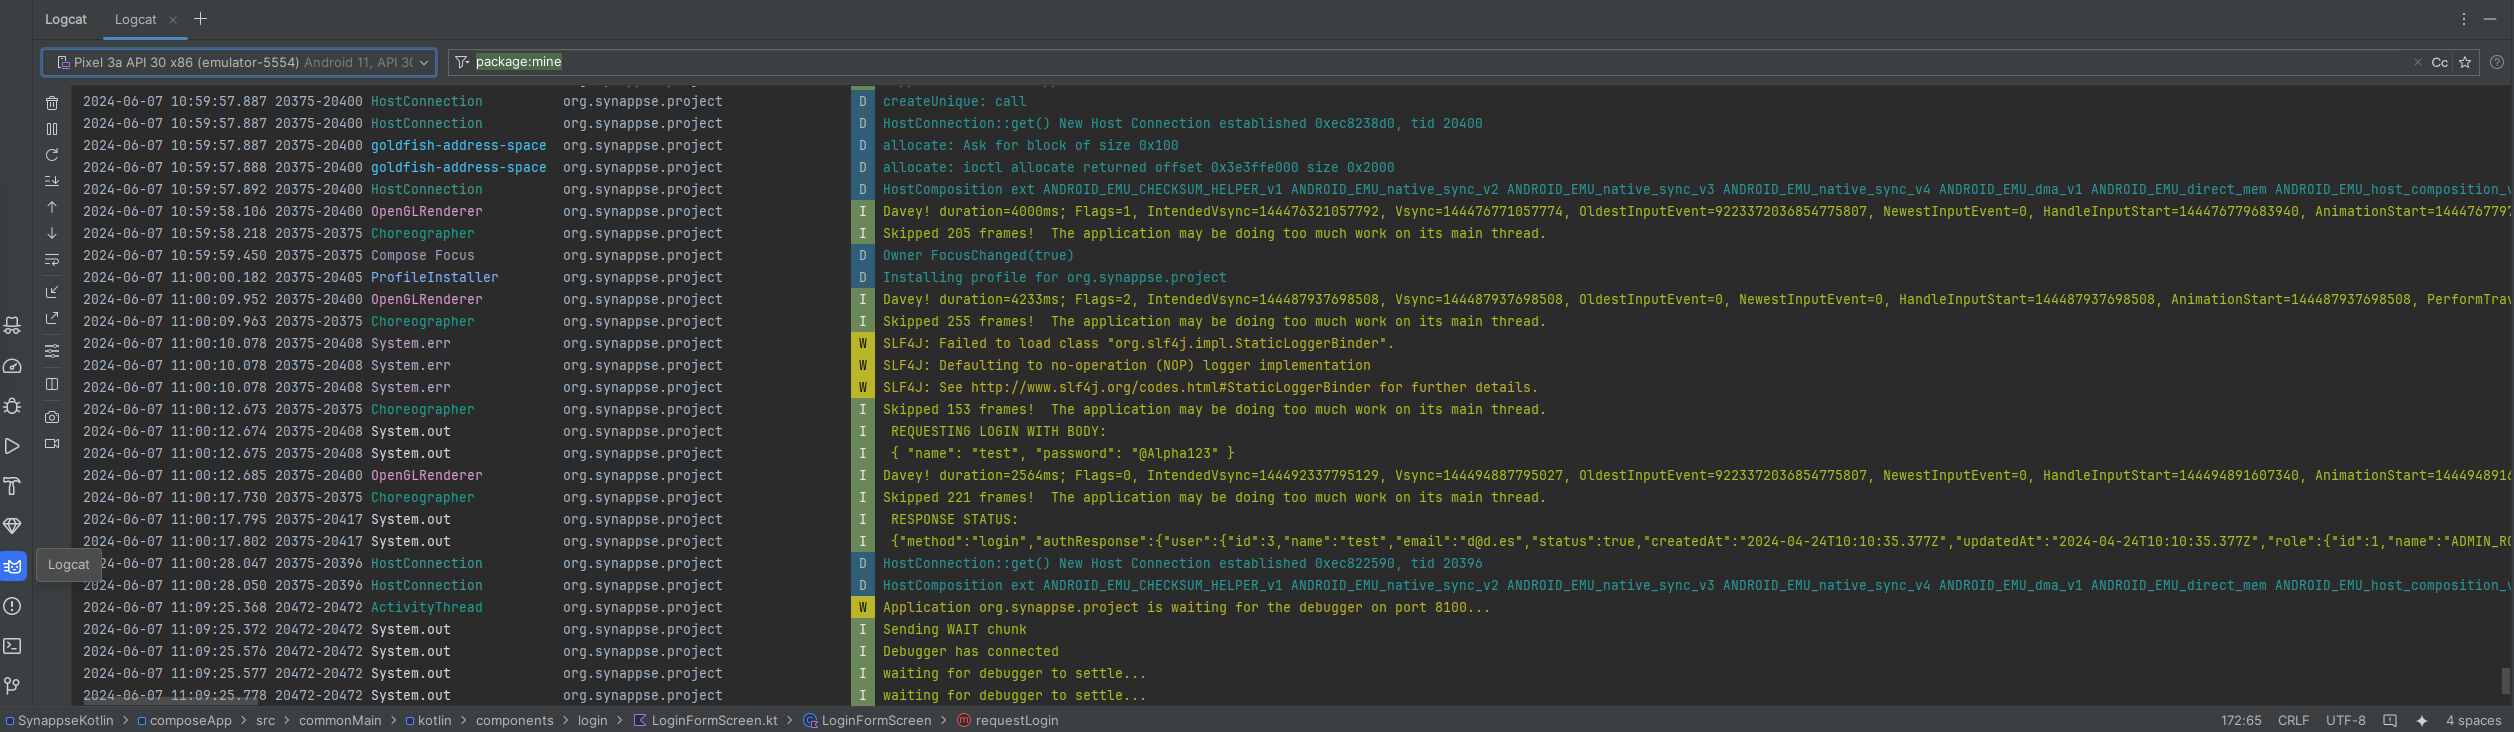 Logcat Logcat
Pixel 3a API 30 x86 (emulator-5554) Android 11, API 30 package:mine Cc
2024-06-07 10:59:57.887 20375-20400 HostConnection org.synappse.project D createUnique: call
2024-06-07 10:59:57.887 20375-20400 HostConnection org.synappse.project D HostConnection::get() New Host Connection established 0xec8238d0, tid 20400
2024-06-07 10:59:57.887 20375-20400 goldfish-address-space org.synappse.project D allocate: Ask for block of size 0x100
2024-06-07 10:59:57.888 20375-20400 goldfish-address-space org.synappse.project D allocate: ioctl allocate returned offset 0x3e3ffe000 size 0x2000
2024-06-07 10:59:57.892 20375-20400 HostConnection org.synappse.project D HostComposition ext ANDROID_EMU_CHECKSUM_HELPER_v1 ANDROID_EMU_native_sync_v2 ANDROID_EMU_native_sync_v3 ANDROID_EMU_native_sync_v4 ANDROID_EMU_dma_v1 ANDROID_EMU_direct_mem ANDROID_EMU_host_composition_v
2024-06-07 10:59:58.106 20375-20400 OpenGLRenderer org.synappse.project I Davey! duration=4000ms; Flags=1, IntendedVsync=144476321057792, Vsync=144476771057774, OldestInputEvent=9223372036854775807, NewestInputEvent=0, HandleInputStart=144476779683940, AnimationStart=1444767797
2024-06-07 10:59:58.218 20375-20375 Choreographer org.synappse.project I Skipped 205 frames!  The application may be doing too much work on its main thread.
2024-06-07 10:59:59.450 20375-20375 Compose Focus org.synappse.project D Owner FocusChanged(true)
2024-06-07 11:00:00.182 20375-20405 ProfileInstaller org.synappse.project D Installing profile for org.synappse.project
2024-06-07 11:00:09.952 20375-20400 OpenGLRenderer org.synappse.project I Davey! duration=4233ms; Flags=2, IntendedVsync=144487937698508, Vsync=144487937698508, OldestInputEvent=0, NewestInputEvent=0, HandleInputStart=144487937698508, AnimationStart=144487937698508, PerformTrav
2024-06-07 11:00:09.963 20375-20375 Choreographer org.synappse.project I Skipped 255 frames!  The application may be doing too much work on its main thread.
2024-06-07 11:00:10.078 20375-20408 System.err org.synappse.project W SLF4J: Failed to load class "org.slf4j.impl.StaticLoggerBinder".
2024-06-07 11:00:10.078 20375-20408 System.err org.synappse.project W SLF4J: Defaulting to no-operation (NOP) logger implementation
2024-06-07 11:00:10.078 20375-20408 System.err org.synappse.project W SLF4J: See http://www.slf4j.org/codes.html#StaticLoggerBinder for further details.
2024-06-07 11:00:12.673 20375-20375 Choreographer org.synappse.project I Skipped 153 frames!  The application may be doing too much work on its main thread.
2024-06-07 11:00:12.674 20375-20408 System.out org.synappse.project I REQUESTING LOGIN WITH BODY:
2024-06-07 11:00:12.675 20375-20408 System.out org.synappse.project I { "name": "test", "password": "@Alpha123" }
2024-06-07 11:00:12.685 20375-20400 OpenGLRenderer org.synappse.project I Davey! duration=2564ms; Flags=0, IntendedVsync=144492337795129, Vsync=144494887795027, OldestInputEvent=9223372036854775807, NewestInputEvent=0, HandleInputStart=144494891607340, AnimationStart=1444948916
2024-06-07 11:00:17.730 20375-20375 Choreographer org.synappse.project I Skipped 221 frames!  The application may be doing too much work on its main thread.
2024-06-07 11:00:17.795 20375-20417 System.out org.synappse.project I RESPONSE STATUS:
2024-06-07 11:00:17.802 20375-20417 System.out org.synappse.project I {"method":"login","authResponse":{"user":{"id":3,"name":"test","email":"d@d.es","status":true,"createdAt":"2024-04-24T10:10:35.377Z","updatedAt":"2024-04-24T10:10:35.377Z","role":{"id":1,"name":"ADMIN_RO
Logcat 24-06-07 11:00:28.047 20375-20396 HostConnection org.synappse.project D HostConnection::get() New Host Connection established 0xec822590, tid 20396
2024-06-07 11:00:28.050 20375-20396 HostConnection org.synappse.project D HostComposition ext ANDROID_EMU_CHECKSUM_HELPER_v1 ANDROID_EMU_native_sync_v2 ANDROID_EMU_native_sync_v3 ANDROID_EMU_native_sync_v4 ANDROID_EMU_dma_v1 ANDROID_EMU_direct_mem ANDROID_EMU_host_composition_v
2024-06-07 11:09:25.368 20472-20472 ActivityThread org.synappse.project W Application org.synappse.project is waiting for the debugger on port 8100...
2024-06-07 11:09:25.372 20472-20472 System.out org.synappse.project I Sending WAIT chunk
2024-06-07 11:09:25.576 20472-20472 System.out org.synappse.project I Debugger has connected
2024-06-07 11:09:25.577 20472-20472 System.out org.synappse.project I waiting for debugger to settle...
2024-06-07 11:09:25.778 20472-20472 System.out org.synappse.project I waiting for debugger to settle...
SynappseKotlin > composeApp > src > commonMain > kotlin > components > login > LoginFormScreen.kt > LoginFormScreen > requestLogin 172:65 CRLF UTF-8 4 spaces